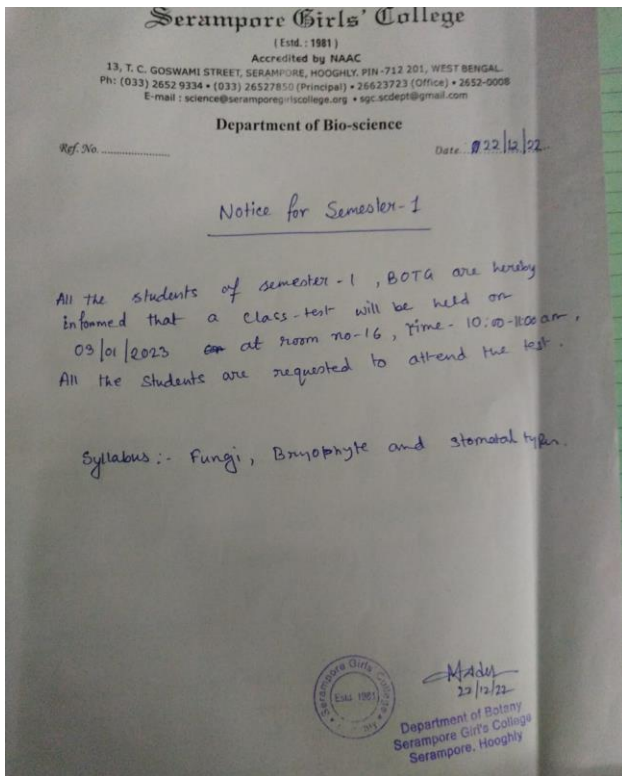 Serampore Girls' College
( Estd. : 1981 )
Accredited by NAAC
13, T. C. GOSWAMI STREET, SERAMPORE, HOOGHLY. PIN-712 201, WEST BENGAL.
Ph: (033) 2652 9334 • (033) 26527850 (Principal) • 26623723 (Office) • 2652-0008
E-mail : science@seramporegirlscollege.org • sgc.scdept@gmail.com
Department of Bio-science
Ref. No. .................... Date 22/12/22
Notice for Semester-1
All the students of semester-1, BOTG are hereby
informed that a class-test will be held on
03/01/2023 at room no-16, Time- 10:00-11:00 am.
All the students are requested to attend the test.
Syllabus :- Fungi, Bryophyte and stomatal types.
Serampore Girls' College
Estd. 1981
22/12/22
Department of Botany
Serampore Girl's College
Serampore, Hooghly